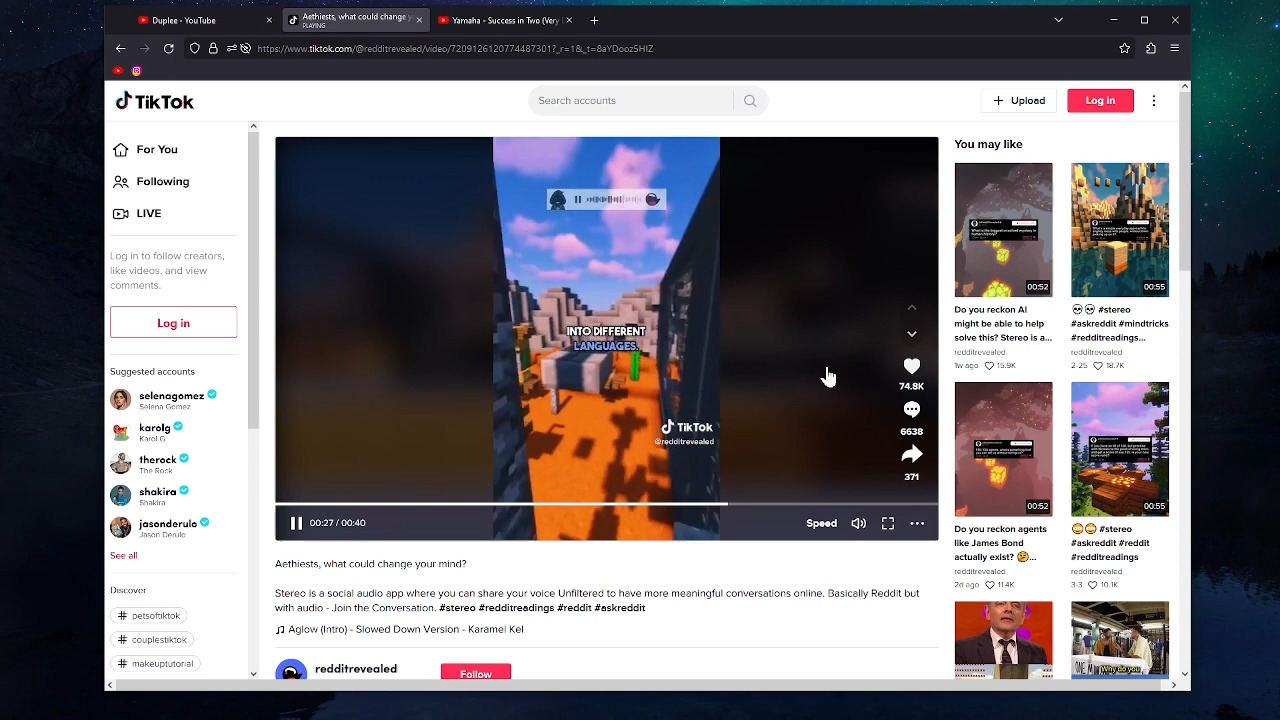 Duplee - YouTube
Aethiests, what could change y
PLAYING
Yamaha - Success in Two (Very
https://www.tiktok.com/@redditrevealed/video/7209126120774487301?_r=1&_t=8aYDooz5HIZ
TikTok
Search accounts
Upload
Log in
For You
Following
LIVE
Log in to follow creators,
like videos, and view
comments.
Log in
Suggested accounts
selenagomez
Selena Gomez
karolg
Karol G
therock
The Rock
shakira
Shakira
jasonderulo
Jason Derulo
See all
Discover
# petsoftiktok
# couplestiktok
# makeuptutorial
INTO DIFFERENT
LANGUAGES.
TikTok
@redditrevealed
74.8K
6638
371
00:27 / 00:40
Speed
Aethiests, what could change your mind?
Stereo is a social audio app where you can share your voice Unfiltered to have more meaningful conversations online. Basically ReddIt but
with audio - Join the Conversation. #stereo #redditreadings #reddit #askreddit
Aglow (Intro) - Slowed Down Version - Karamel Kel
redditrevealed
Follow
You may like
00:52
Do you reckon AI
might be able to help
solve this? Stereo is a...
redditrevealed
1w ago 15.9K
00:55
💀💀 #stereo
#askreddit #mindtricks
#redditreadings...
redditrevealed
2-25 18.7K
00:52
Do you reckon agents
like James Bond
actually exist? 🤔...
redditrevealed
2d ago 11.4K
00:55
#stereo
#askreddit #reddit
#redditreadings
redditrevealed
3-3 10.1K
Why do you